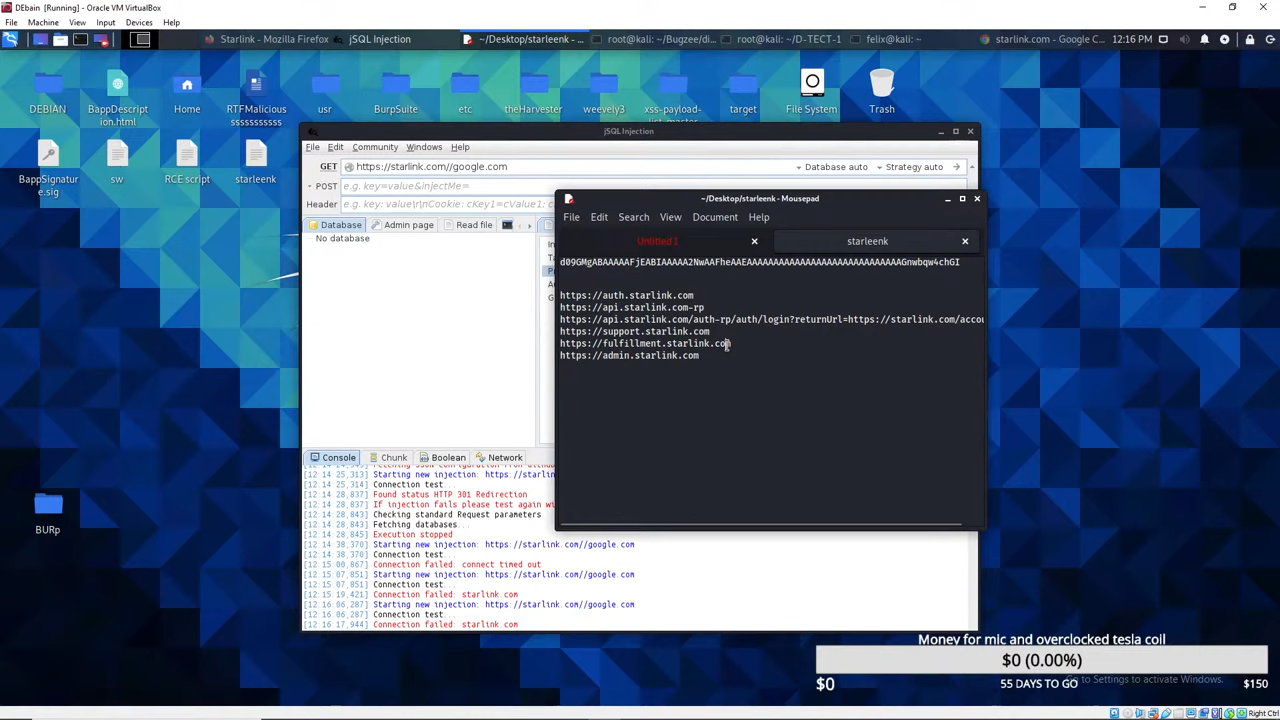 DEbain [Running] - Oracle VM VirtualBox
File Machine View Input Devices Help
Starlink - Mozilla Firefox
jSQL Injection
~/Desktop/starleenk - ...
root@kali: ~/Bugzee/di...
root@kali: ~/D-TECT-1
felix@kali: ~
starlink.com - Google C...
12:16 PM
DEBIAN
BappDescript
ion.html
Home
RTFMalicious
sssssssssss
usr
BurpSuite
etc
theHarvester
weevely3
xss-payload-
list-master
target
File System
Trash
BappSignatur
e.sig
sw
RCE script
starleenk
BURp
jSQL Injection
File Edit Community Windows Help
GET https://starlink.com//google.com Database auto Strategy auto
POST e.g. key=value&injectMe=
Header e.g. key: value\r\nCookie: cKey1=cValue1; c
Database Admin page Read file
No database
~/Desktop/starleenk - Mousepad
File Edit Search View Document Help
Untitled 1
starleenk
https://auth.starlink.com
https://api.starlink.com-rp
https://api.starlink.com/auth-rp/auth/login?returnUrl=https://starlink.com/accou
https://support.starlink.com
https://fulfillment.starlink.com
https://admin.starlink.com
Console Chunk Boolean Network
[12 14 25,313] Starting new injection: https://starlin
[12 14 25,314] Connection test...
[12 14 28,837] Found status HTTP 301 Redirection
[12 14 28,837] If injection fails please test again wi
[12 14 28,843] Checking standard Request parameters
[12 14 28,843] Fetching databases...
[12 14 28,845] Execution stopped
[12 14 38,370] Starting new injection: https://starlink.com//google.com
[12 14 38,370] Connection test...
[12 15 00,867] Connection failed: connect timed out
[12 15 07,851] Starting new injection: https://starlink.com//google.com
[12 15 07,851] Connection test...
[12 15 19,421] Connection failed: starlink.com
[12 16 06,287] Starting new injection: https://starlink.com//google.com
[12 16 06,287] Connection test...
[12 16 17,944] Connection failed: starlink.com
Money for mic and overclocked tesla coil
$0 (0.00%)
$0 55 DAYS TO GO $150
Go to Settings to activate Windows.
Right Ctrl